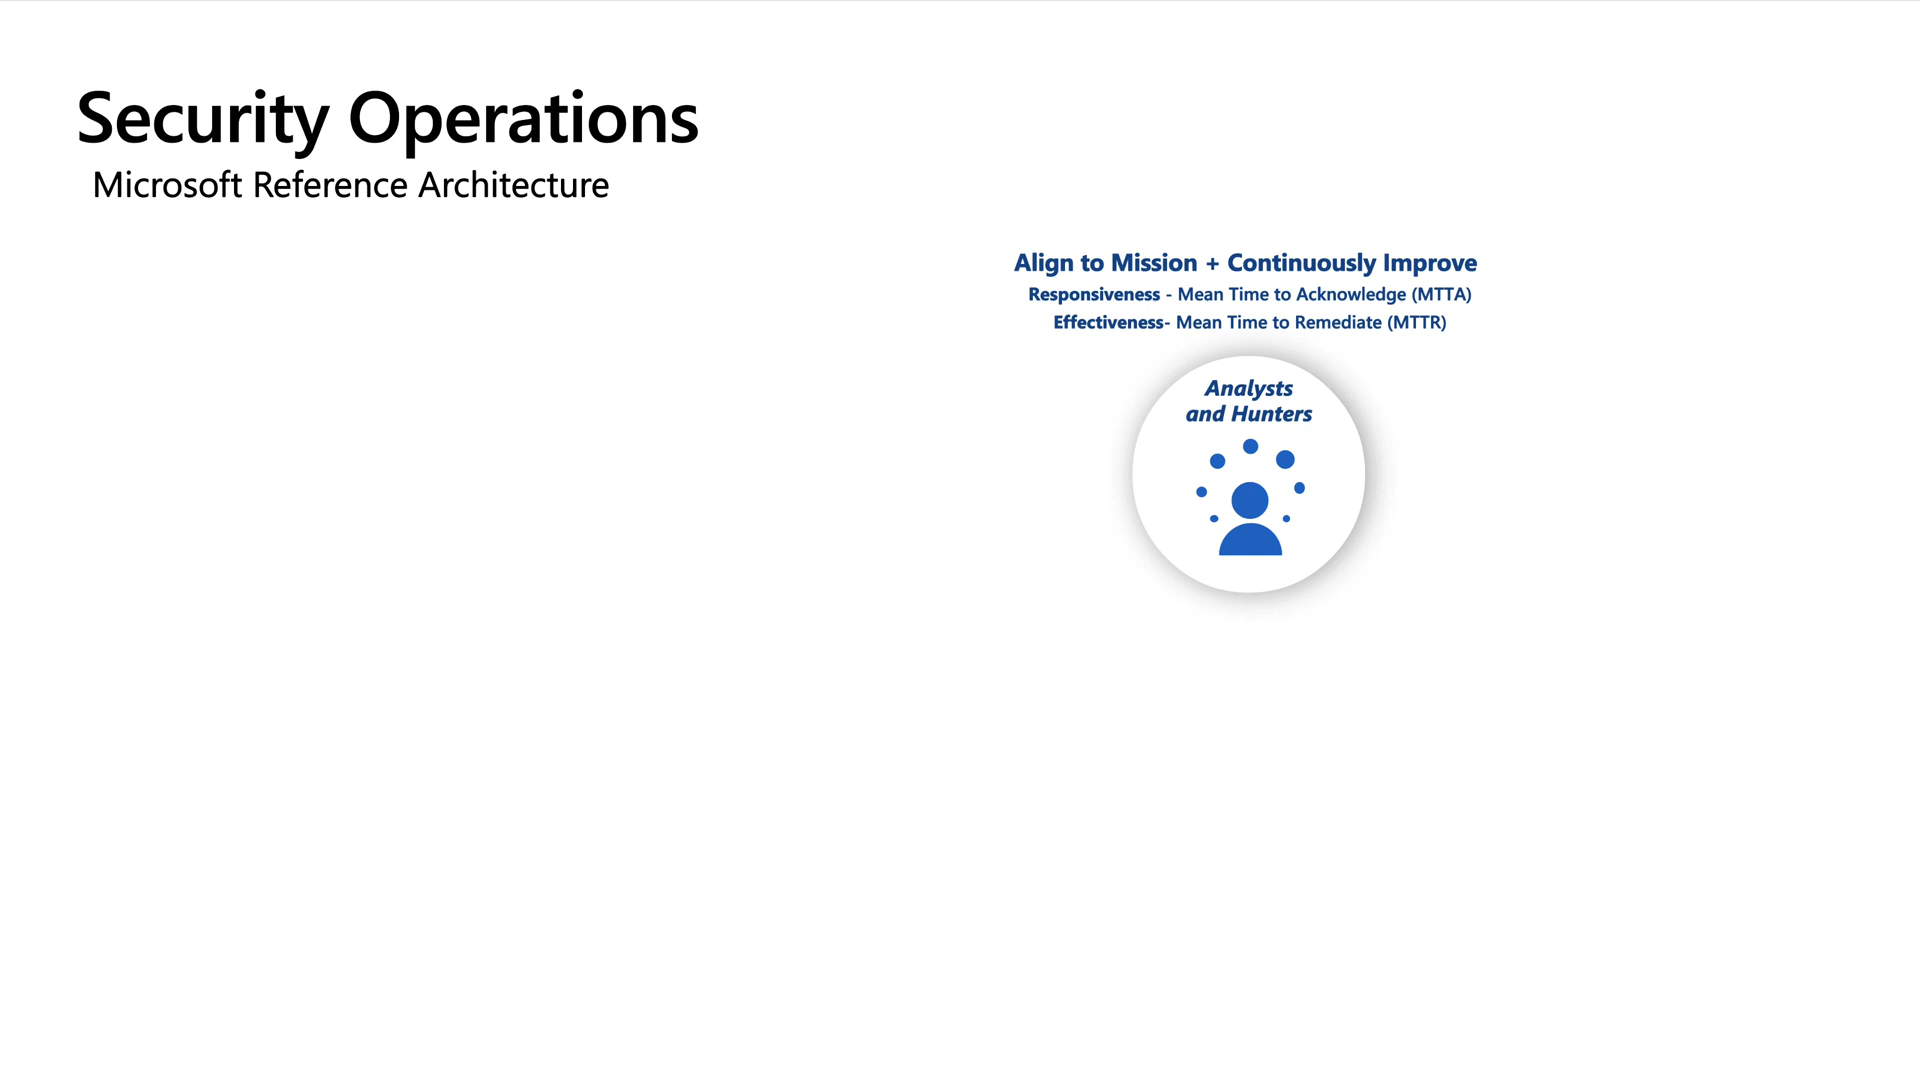 Security Operations
Microsoft Reference Architecture
Align to Mission + Continuously Improve
Responsiveness - Mean Time to Acknowledge (MTTA)
Effectiveness- Mean Time to Remediate (MTTR)
Analysts
and Hunters